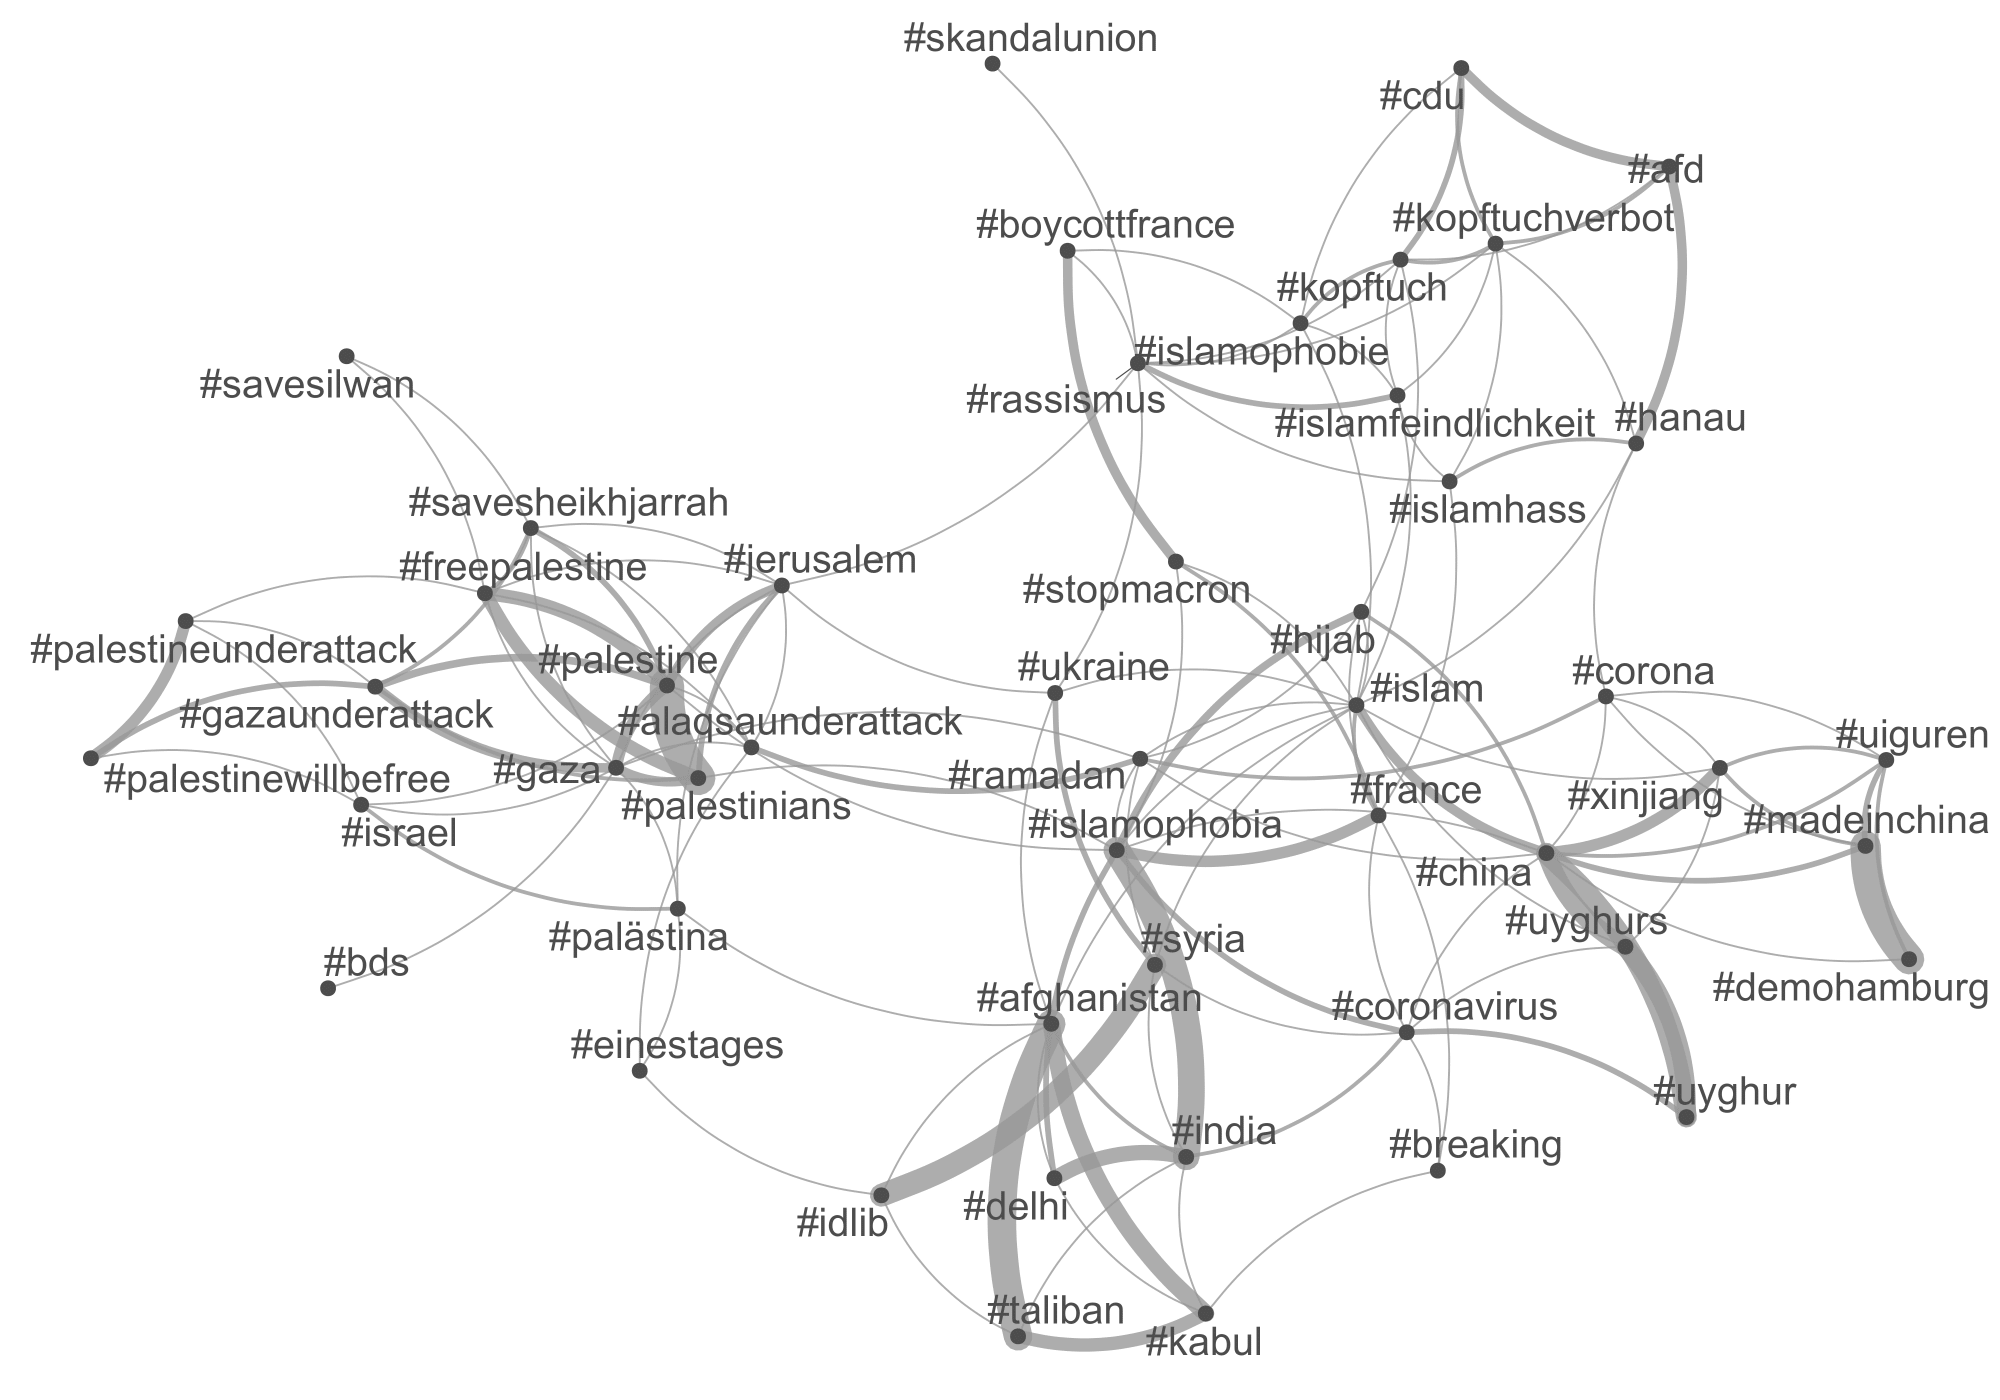 #skandalunion
#cdu
#afd
#boycottfrance
#kopftuchverbot
#kopftuch
#islamophobie
#savesilwan
#rassismus
#islamfeindlichkeit
#hanau
#savesheikhjarrah
#islamhass
#freepalestine
#jerusalem
#stopmacron
#palestineunderattack
#palestine
#hijab
#ukraine
#islam
#corona
#gazaunderattack
#alaqsaunderattack
#uiguren
#palestinewillbefree
#gaza
#ramadan
#france
#xinjiang
#palestinians
#israel
#islamophobia
#madeinchina
#china
#palästina
#syria
#uyghurs
#bds
#afghanistan
#coronavirus
#demohamburg
#einestages
#uyghur
#india
#breaking
#idlib
#delhi
#taliban
#kabul